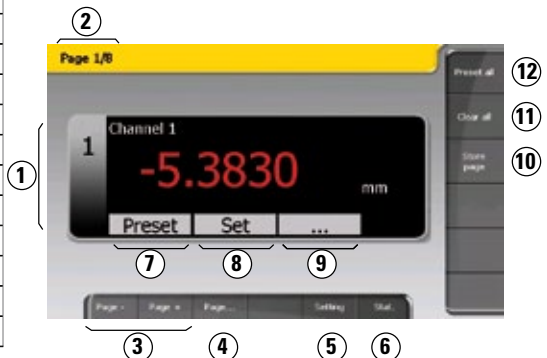 2
Page 1/8
Preset all
12
Clear all
11
Store page
10
1
1
Channel 1
-5.3830
mm
Preset Set ...
7 8 9
Page - Page + Page... Setting Stat.
3 4 5 6